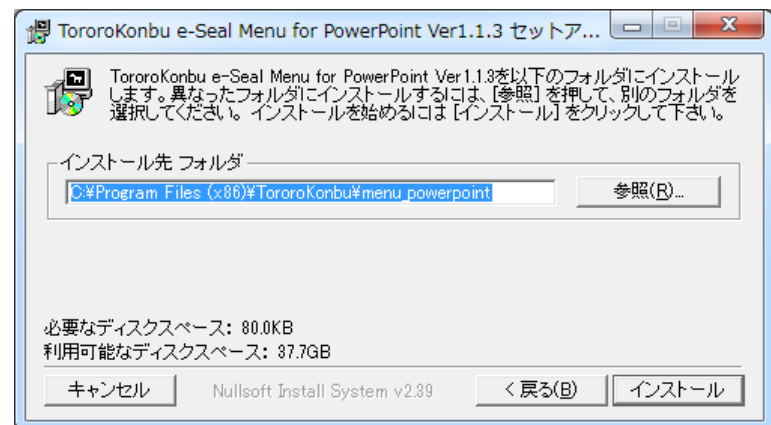 TororoKonbu e-Seal Menu for PowerPoint Ver1.1.3 セットア...
TororoKonbu e-Seal Menu for PowerPoint Ver1.1.3を以下のフォルダにインストール
します。異なったフォルダにインストールするには、[参照] を押して、別のフォルダを
選択してください。インストールを始めるには [インストール] をクリックして下さい。
インストール先 フォルダ
C:¥Program Files (x86)¥TororoKonbu¥menu_powerpoint
参照(R)...
必要なディスクスペース: 80.0KB
利用可能なディスクスペース: 37.7GB
キャンセル
Nullsoft Install System v2.39
< 戻る(B)
インストール